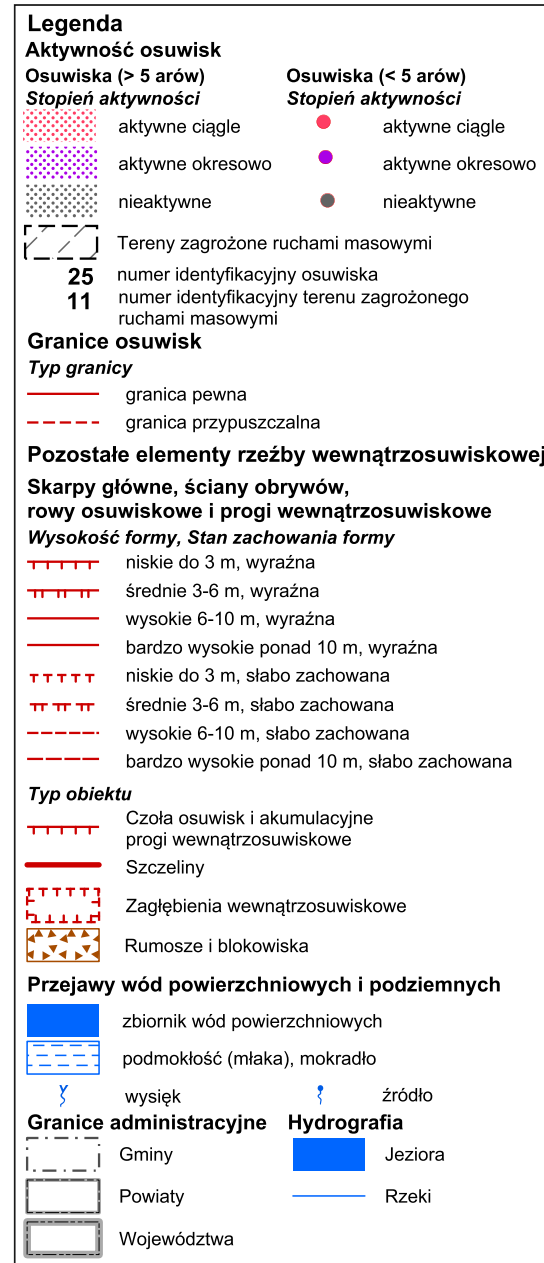 Legenda
Aktywność osuwisk
Osuwiska (> 5 arów)
Osuwiska (< 5 arów)
Stopień aktywności
Stopień aktywności
aktywne ciągle
aktywne ciągle
aktywne okresowo
aktywne okresowo
nieaktywne
nieaktywne
Tereny zagrożone ruchami masowymi
25 numer identyfikacyjny osuwiska
11 numer identyfikacyjny terenu zagrożonego
ruchami masowymi
Granice osuwisk
Typ granicy
granica pewna
granica przypuszczalna
Pozostałe elementy rzeźby wewnątrzosuwiskowej
Skarpy główne, ściany obrywów,
rowy osuwiskowe i progi wewnątrzosuwiskowe
Wysokość formy, Stan zachowania formy
niskie do 3 m, wyraźna
średnie 3-6 m, wyraźna
wysokie 6-10 m, wyraźna
bardzo wysokie ponad 10 m, wyraźna
niskie do 3 m, słabo zachowana
średnie 3-6 m, słabo zachowana
wysokie 6-10 m, słabo zachowana
bardzo wysokie ponad 10 m, słabo zachowana
Typ obiektu
Czoła osuwisk i akumulacyjne
progi wewnątrzosuwiskowe
Szczeliny
Zagłębienia wewnątrzosuwiskowe
Rumosze i blokowiska
Przejawy wód powierzchniowych i podziemnych
zbiornik wód powierzchniowych
podmokłość (młaka), mokradło
wysięk
źródło
Granice administracyjne
Hydrografia
Gminy
Jeziora
Powiaty
Rzeki
Województwa